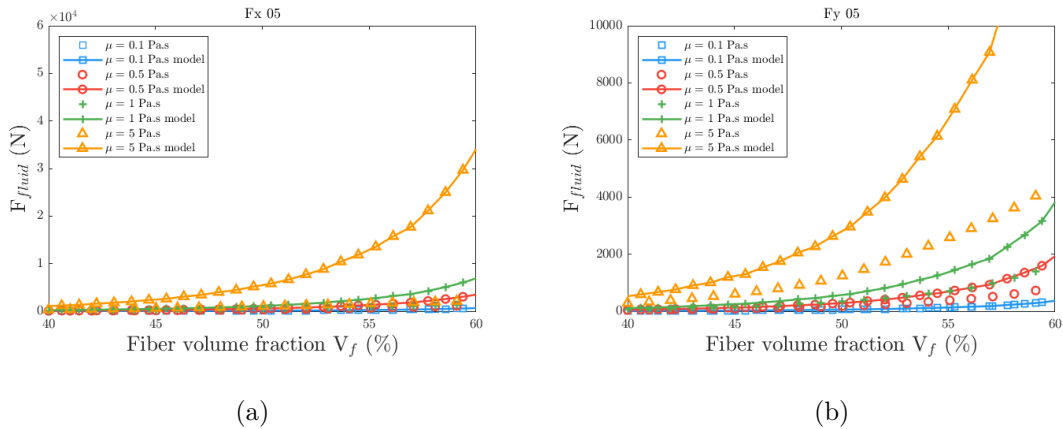 Fx 05
×10⁴
6
5
4
3
2
1
0
40 45 50 55 60
F_fluid (N)
Fiber volume fraction V_f (%)
μ = 0.1 Pa.s
μ = 0.1 Pa.s model
μ = 0.5 Pa.s
μ = 0.5 Pa.s model
μ = 1 Pa.s
μ = 1 Pa.s model
μ = 5 Pa.s
μ = 5 Pa.s model
(a)
Fy 05
10000
8000
6000
4000
2000
0
40 45 50 55 60
F_fluid (N)
Fiber volume fraction V_f (%)
μ = 0.1 Pa.s
μ = 0.1 Pa.s model
μ = 0.5 Pa.s
μ = 0.5 Pa.s model
μ = 1 Pa.s
μ = 1 Pa.s model
μ = 5 Pa.s
μ = 5 Pa.s model
(b)